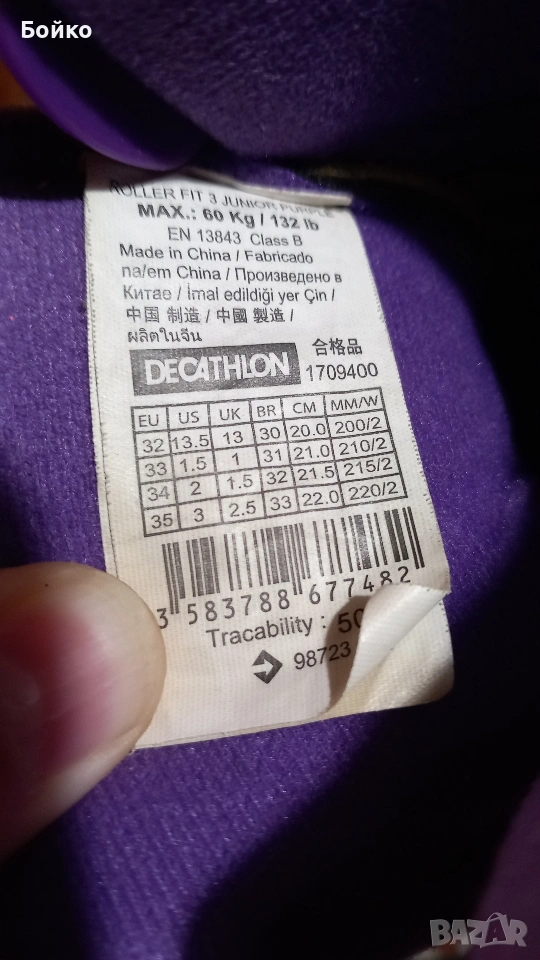 Бойко
ROLLER FIT 3 JUNIOR PURPLE
MAX.: 60 Kg / 132 lb
EN 13843 Class B
Made in China / Fabricado
na/em China / Произведено в
Китае / İmal edildiği yer Çin /
中国 制造 / 中國 製造 /
ผลิตในจีน
DECATHLON 合格品
1709400
EU US UK BR CM MM/W
32 13.5 13 30 20.0 200/2
33 1.5 1 31 21.0 210/2
34 2 1.5 32 21.5 215/2
35 3 2.5 33 22.0 220/2
3 583788 677482
Tracability :
98723
BAZAR